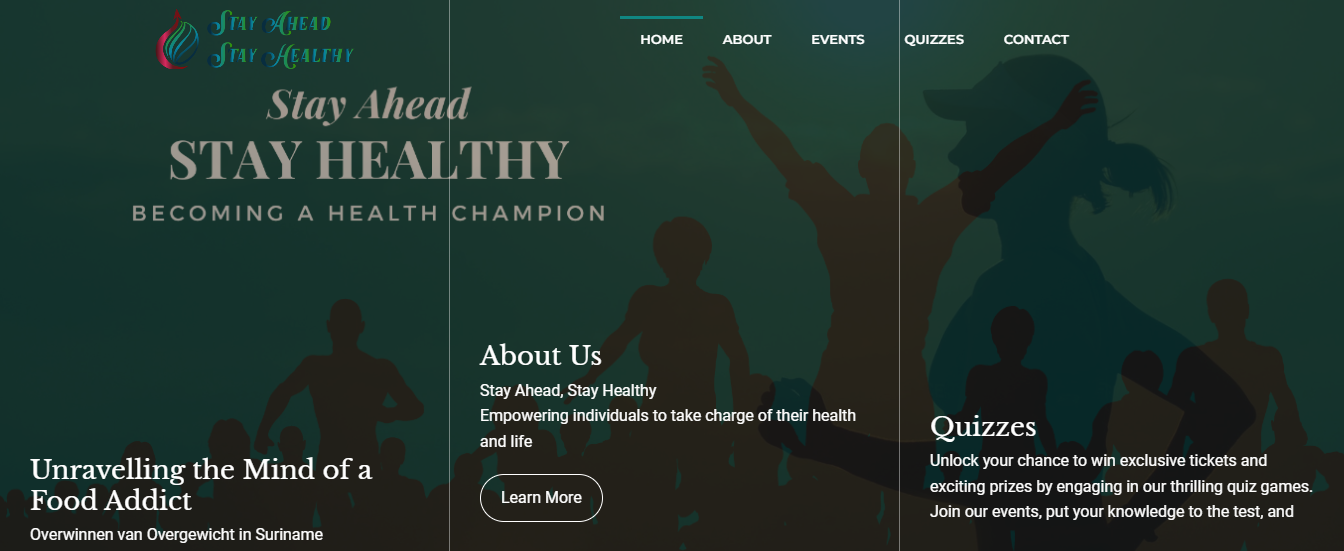 Stay Ahead
Stay Healthy
HOME ABOUT EVENTS QUIZZES CONTACT
Stay Ahead
STAY HEALTHY
BECOMING A HEALTH CHAMPION
Unravelling the Mind of a
Food Addict
Overwinnen van Overgewicht in Suriname
About Us
Stay Ahead, Stay Healthy
Empowering individuals to take charge of their health
and life
Learn More
Quizzes
Unlock your chance to win exclusive tickets and
exciting prizes by engaging in our thrilling quiz games.
Join our events, put your knowledge to the test, and